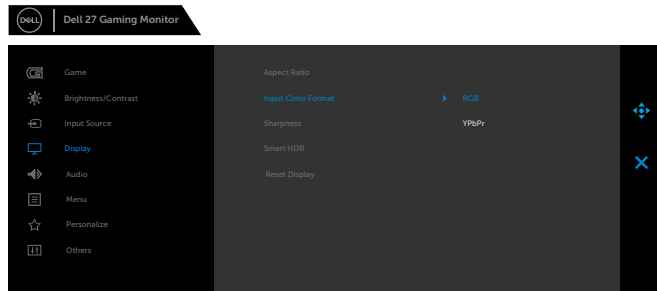 DELL
Dell 27 Gaming Monitor
Game
Aspect Ratio
Brightness/Contrast
Input Color Format
RGB
Input Source
Sharpness
YPbPr
Display
Smart HDR
Audio
Reset Display
Menu
Personalize
Others